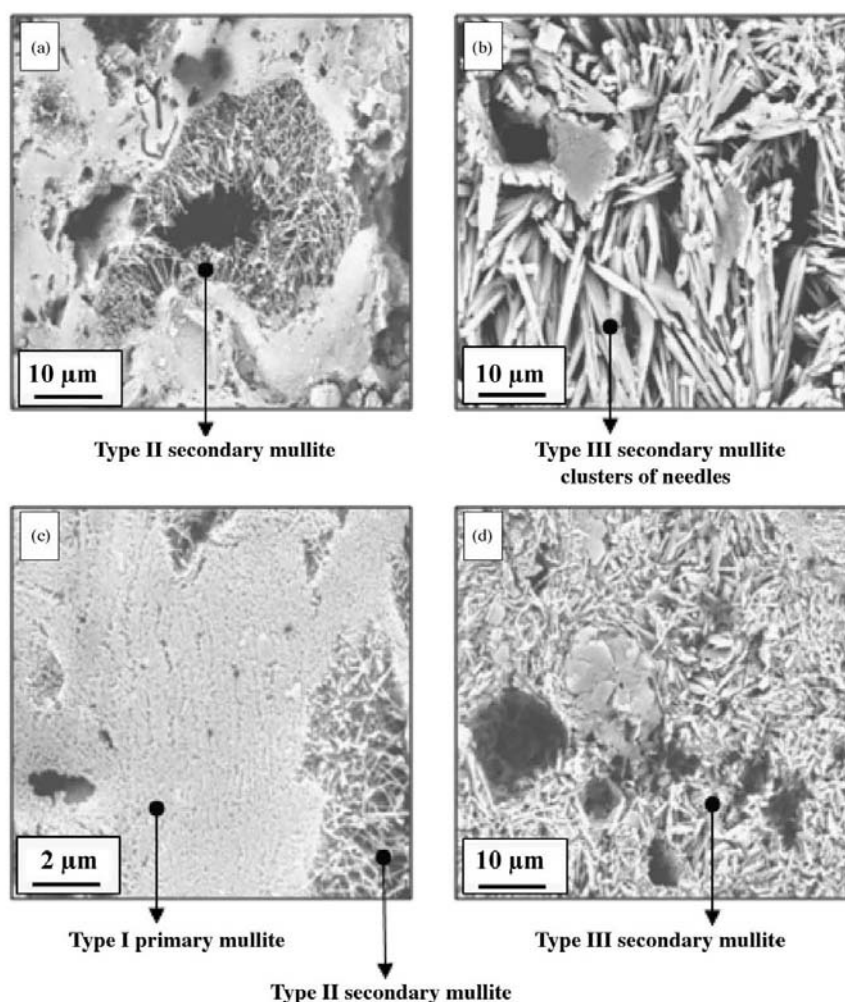 (a)
(b)
10 µm
10 µm
Type II secondary mullite
Type III secondary mullite
clusters of needles
(c)
(d)
2 µm
10 µm
Type I primary mullite
Type III secondary mullite
Type II secondary mullite